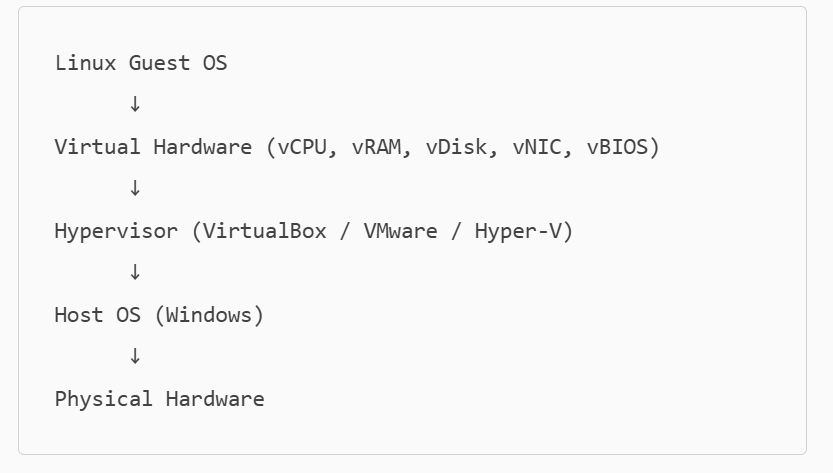 Linux Guest OS
↓
Virtual Hardware (vCPU, vRAM, vDisk, vNIC, vBIOS)
↓
Hypervisor (VirtualBox / VMware / Hyper-V)
↓
Host OS (Windows)
↓
Physical Hardware